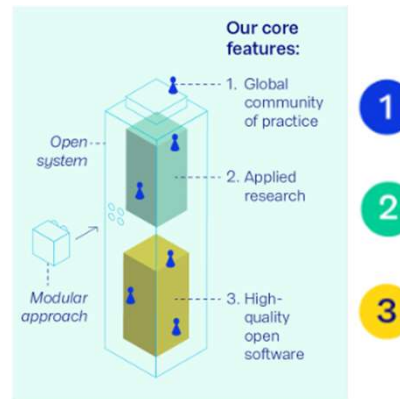 Our core
features:
1. Global
community
of practice
Open
system
2. Applied
research
Modular
approach
3. High-
quality
open
software
1
2
3